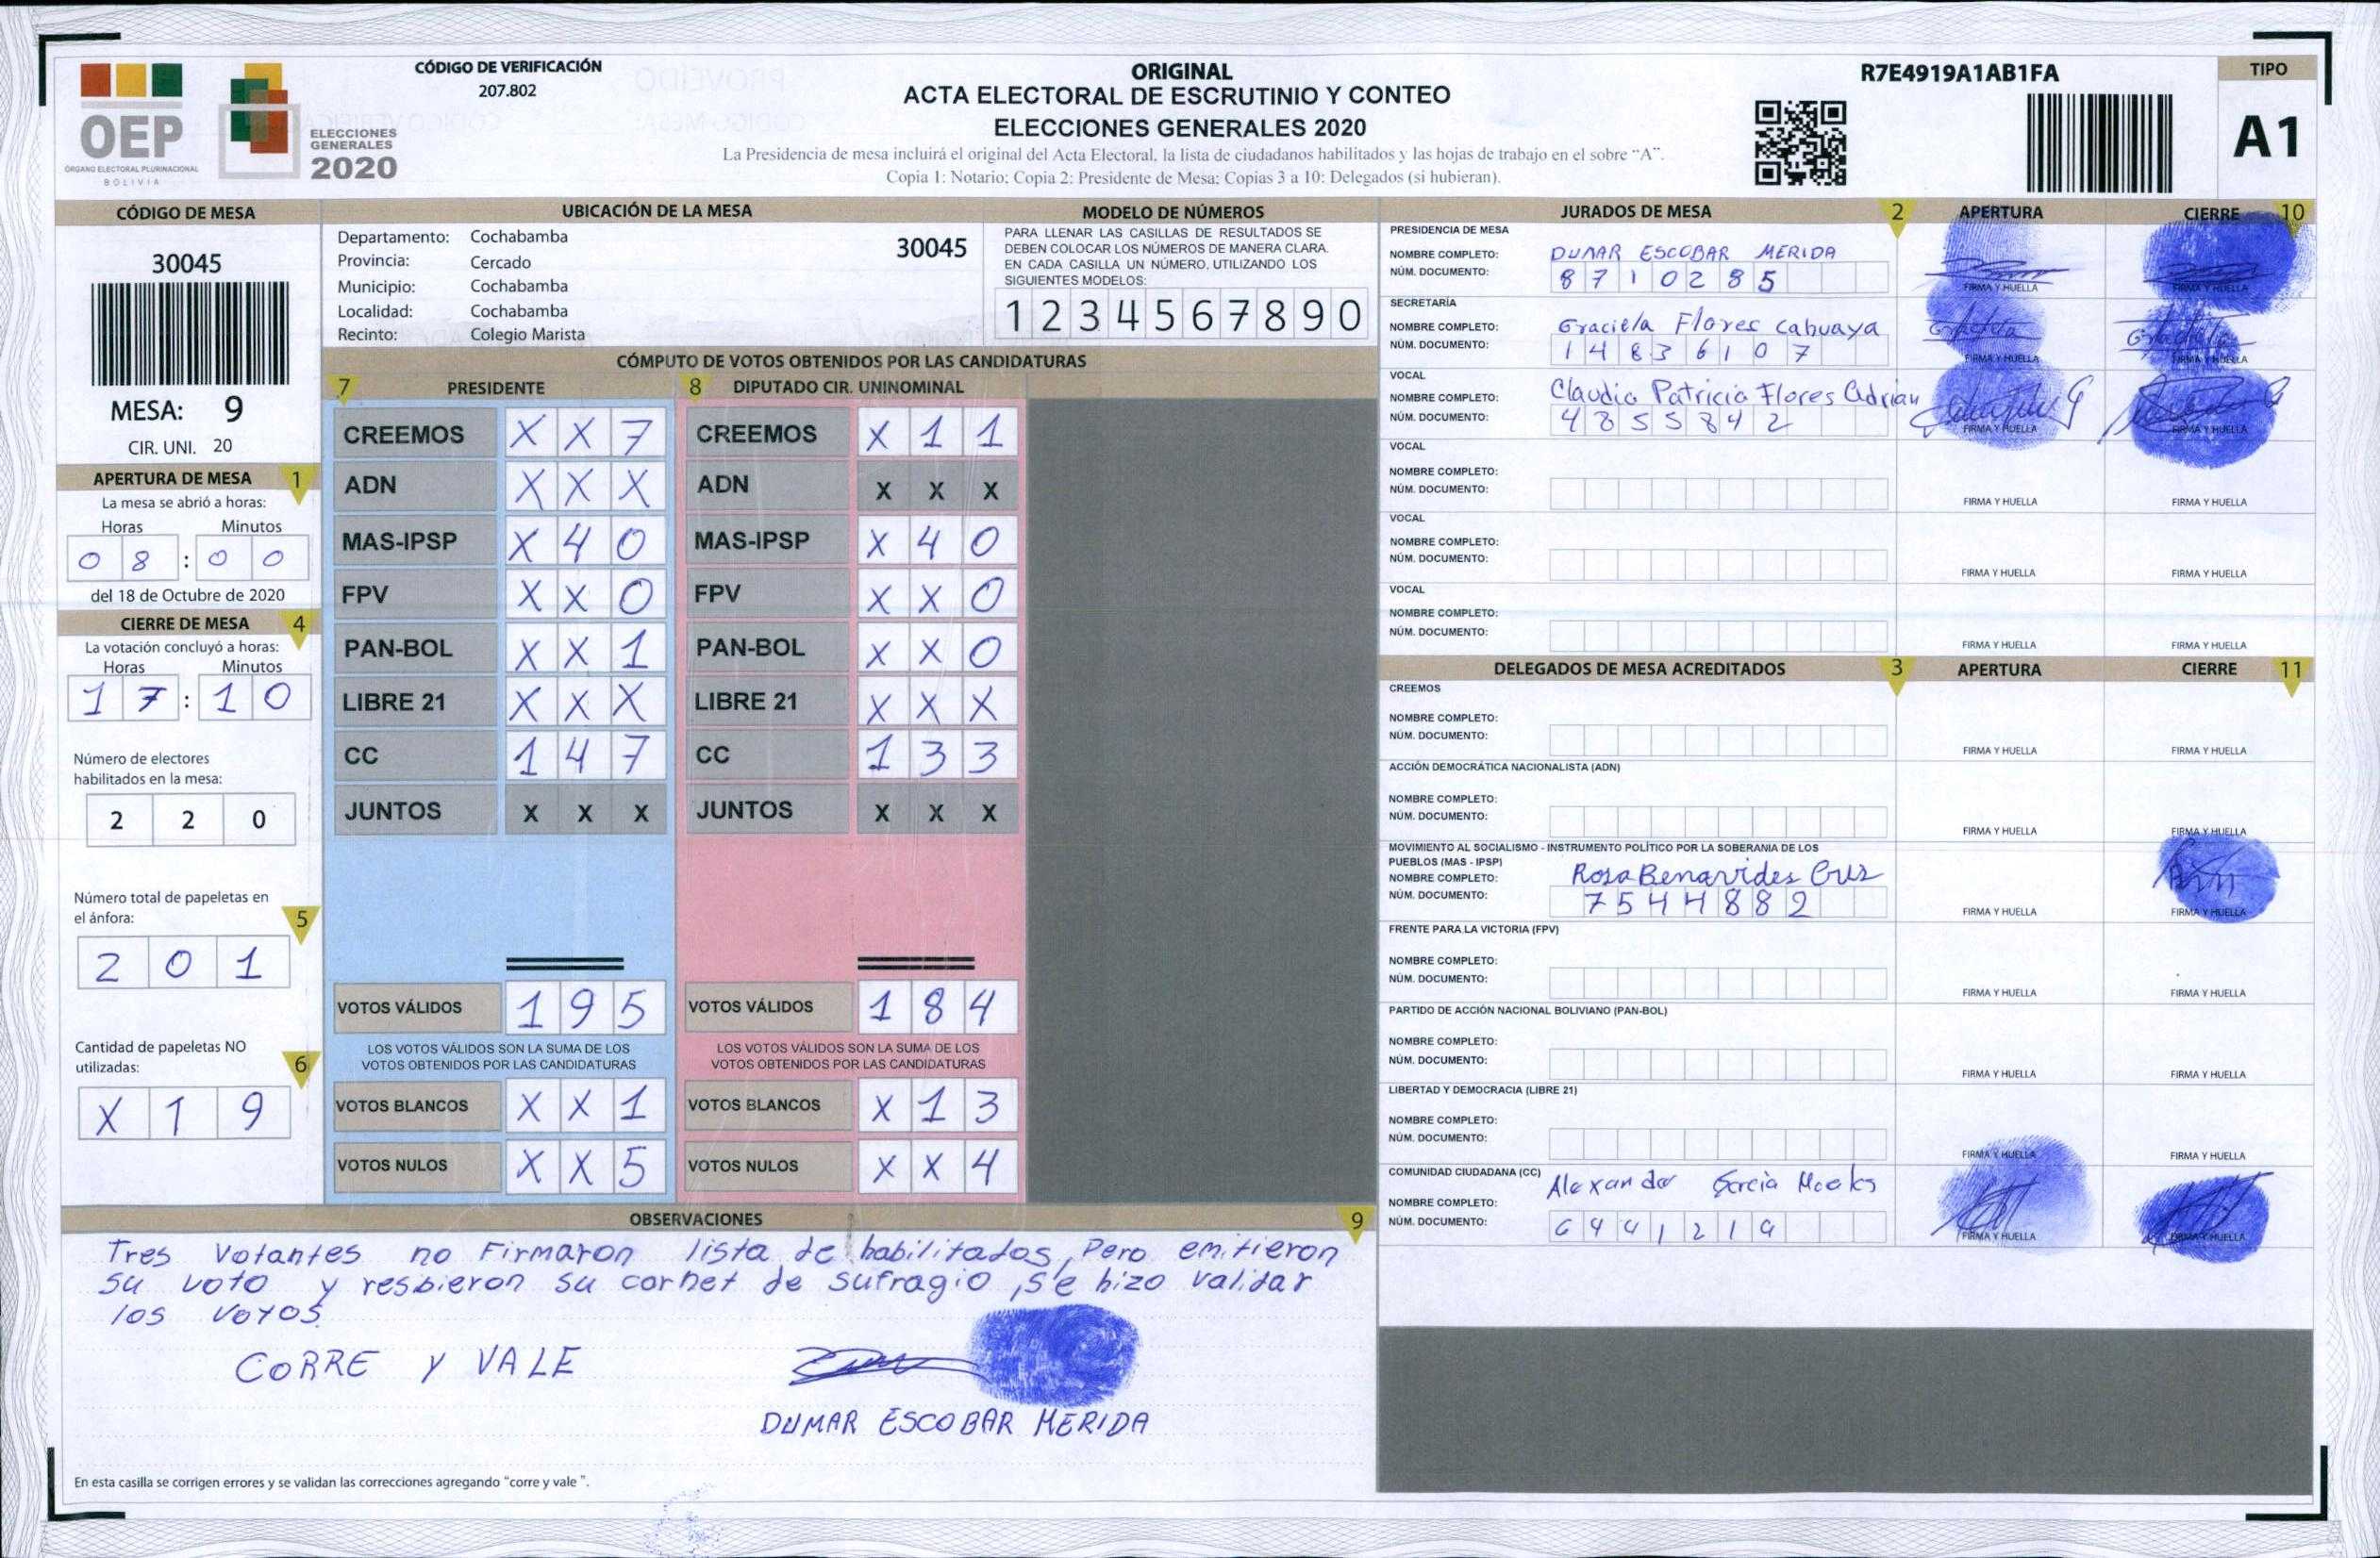 CÓDIGO DE VERIFICACIÓN
207.802
OEP
ÓRGANO ELECTORAL PLURINACIONAL
BOLIVIA
ELECCIONES
GENERALES
2020
ORIGINAL
ACTA ELECTORAL DE ESCRUTINIO Y CONTEO
ELECCIONES GENERALES 2020
La Presidencia de mesa incluirá el original del Acta Electoral, la lista de ciudadanos habilitados y las hojas de trabajo en el sobre "A".
Copia 1: Notario; Copia 2: Presidente de Mesa; Copias 3 a 10: Delegados (si hubieran).
R7E4919A1AB1FA
TIPO
A1
CÓDIGO DE MESA
30045
MESA: 9
CIR. UNI. 20
APERTURA DE MESA 1
La mesa se abrió a horas:
Horas Minutos
0 8 : 0 0
del 18 de Octubre de 2020
CIERRE DE MESA 4
La votación concluyó a horas:
Horas Minutos
1 7 : 1 0
Número de electores
habilitados en la mesa:
2 2 0
Número total de papeletas en
el ánfora: 5
2 0 1
Cantidad de papeletas NO
utilizadas: 6
X 1 9
UBICACIÓN DE LA MESA
Departamento: Cochabamba
Provincia: Cercado
Municipio: Cochabamba
Localidad: Cochabamba
Recinto: Colegio Marista
30045
MODELO DE NÚMEROS
PARA LLENAR LAS CASILLAS DE RESULTADOS SE
DEBEN COLOCAR LOS NÚMEROS DE MANERA CLARA.
EN CADA CASILLA UN NÚMERO, UTILIZANDO LOS
SIGUIENTES MODELOS:
1 2 3 4 5 6 7 8 9 0
CÓMPUTO DE VOTOS OBTENIDOS POR LAS CANDIDATURAS
7 PRESIDENTE
CREEMOS X X 7
ADN X X X
MAS-IPSP X 4 0
FPV X X 0
PAN-BOL X X 1
LIBRE 21 X X X
CC 1 4 7
JUNTOS X X X
VOTOS VÁLIDOS 1 9 5
LOS VOTOS VÁLIDOS SON LA SUMA DE LOS
VOTOS OBTENIDOS POR LAS CANDIDATURAS
VOTOS BLANCOS X X 1
VOTOS NULOS X X 5
8 DIPUTADO CIR. UNINOMINAL
CREEMOS X 1 1
ADN X X X
MAS-IPSP X 4 0
FPV X X 0
PAN-BOL X X 0
LIBRE 21 X X X
CC 1 3 3
JUNTOS X X X
VOTOS VÁLIDOS 1 8 4
LOS VOTOS VÁLIDOS SON LA SUMA DE LOS
VOTOS OBTENIDOS POR LAS CANDIDATURAS
VOTOS BLANCOS X 1 3
VOTOS NULOS X X 4
OBSERVACIONES 9
Tres Votantes no Firmaron lista de habilitados, Pero emitieron
su voto y resbieron su carnet de sufragio, se hizo validar
los votos
CORRE Y VALE
DUMAR ESCOBAR MERIDA
En esta casilla se corrigen errores y se validan las correcciones agregando "corre y vale ".
JURADOS DE MESA 2 APERTURA CIERRE 10
PRESIDENCIA DE MESA
NOMBRE COMPLETO: DUMAR ESCOBAR MERIDA
NÚM. DOCUMENTO: 8 7 1 0 2 8 5
FIRMA Y HUELLA FIRMA Y HUELLA
SECRETARÍA
NOMBRE COMPLETO: Graciela Flores Cahuaya
NÚM. DOCUMENTO: 1 4 8 3 6 1 0 7
FIRMA Y HUELLA FIRMA Y HUELLA
VOCAL
NOMBRE COMPLETO: Claudia Patricia Flores Adrian
NÚM. DOCUMENTO: 4 8 5 5 8 4 2
FIRMA Y HUELLA FIRMA Y HUELLA
VOCAL
NOMBRE COMPLETO:
NÚM. DOCUMENTO:
FIRMA Y HUELLA FIRMA Y HUELLA
VOCAL
NOMBRE COMPLETO:
NÚM. DOCUMENTO:
FIRMA Y HUELLA FIRMA Y HUELLA
VOCAL
NOMBRE COMPLETO:
NÚM. DOCUMENTO:
FIRMA Y HUELLA FIRMA Y HUELLA
DELEGADOS DE MESA ACREDITADOS 3 APERTURA CIERRE 11
CREEMOS
NOMBRE COMPLETO:
NÚM. DOCUMENTO:
FIRMA Y HUELLA FIRMA Y HUELLA
ACCIÓN DEMOCRÁTICA NACIONALISTA (ADN)
NOMBRE COMPLETO:
NÚM. DOCUMENTO:
FIRMA Y HUELLA FIRMA Y HUELLA
MOVIMIENTO AL SOCIALISMO - INSTRUMENTO POLÍTICO POR LA SOBERANIA DE LOS
PUEBLOS (MAS - IPSP)
NOMBRE COMPLETO: Rosa Benavides Cruz
NÚM. DOCUMENTO: 7 5 4 4 8 8 2
FIRMA Y HUELLA FIRMA Y HUELLA
FRENTE PARA LA VICTORIA (FPV)
NOMBRE COMPLETO:
NÚM. DOCUMENTO:
FIRMA Y HUELLA FIRMA Y HUELLA
PARTIDO DE ACCIÓN NACIONAL BOLIVIANO (PAN-BOL)
NOMBRE COMPLETO:
NÚM. DOCUMENTO:
FIRMA Y HUELLA FIRMA Y HUELLA
LIBERTAD Y DEMOCRACIA (LIBRE 21)
NOMBRE COMPLETO:
NÚM. DOCUMENTO:
FIRMA Y HUELLA FIRMA Y HUELLA
COMUNIDAD CIUDADANA (CC)
NOMBRE COMPLETO: Alexander García
NÚM. DOCUMENTO: 6 4 4 1 2 1 9
FIRMA Y HUELLA FIRMA Y HUELLA